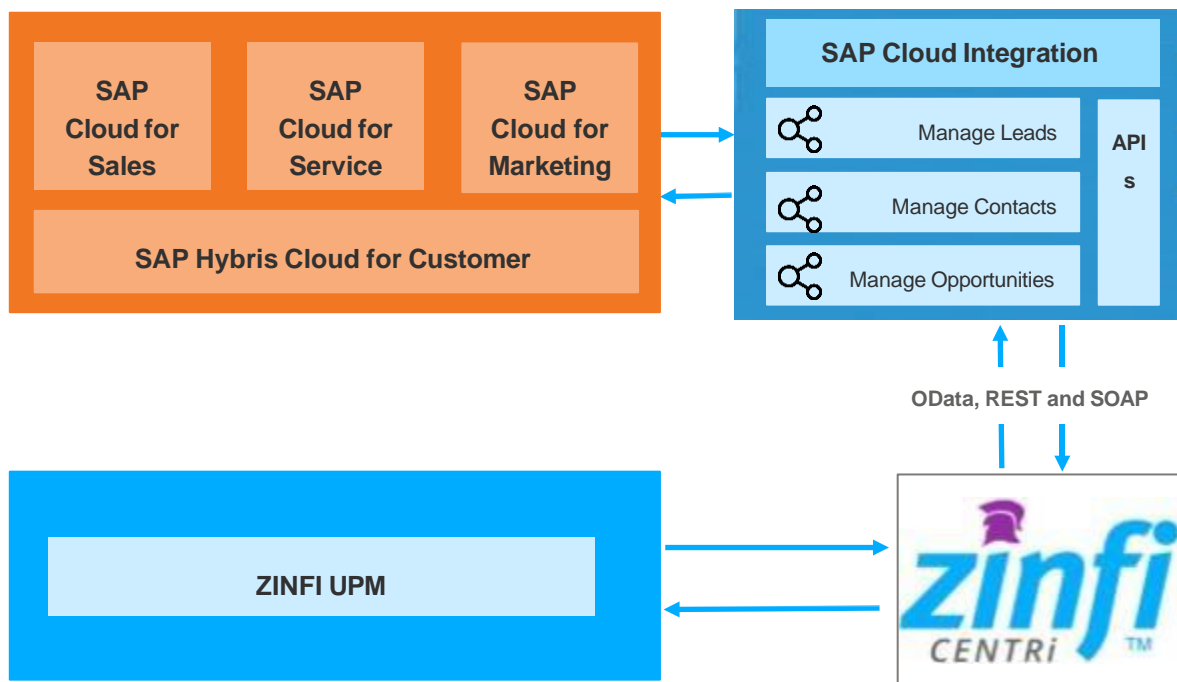 SAP
Cloud for
Sales
SAP
Cloud for
Service
SAP
Cloud for
Marketing
SAP Hybris Cloud for Customer
SAP Cloud Integration
Manage Leads
Manage Contacts
Manage Opportunities
API
s
OData, REST and SOAP
ZINFI UPM
zinfi
CENTRi
TM